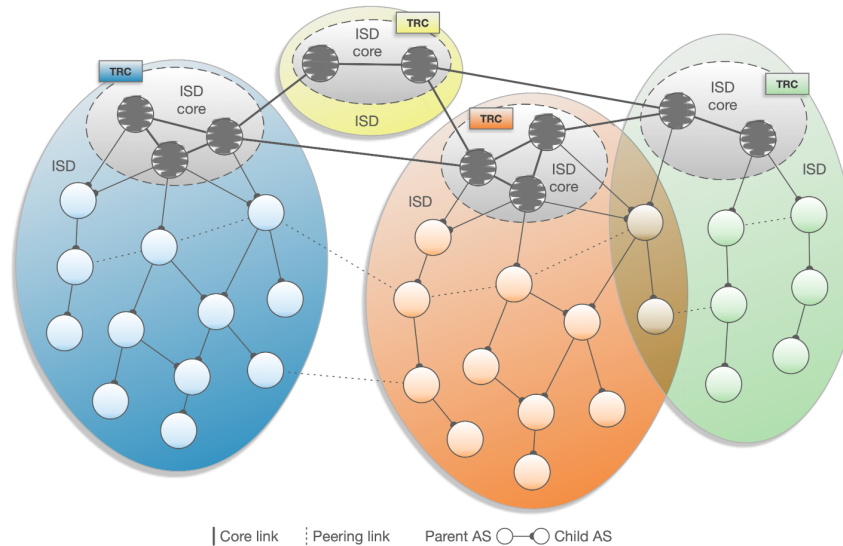 TRC
ISD
core
ISD
TRC
ISD
core
ISD
TRC
ISD
core
ISD
TRC
ISD
core
ISD
Core link
Peering link
Parent AS
Child AS